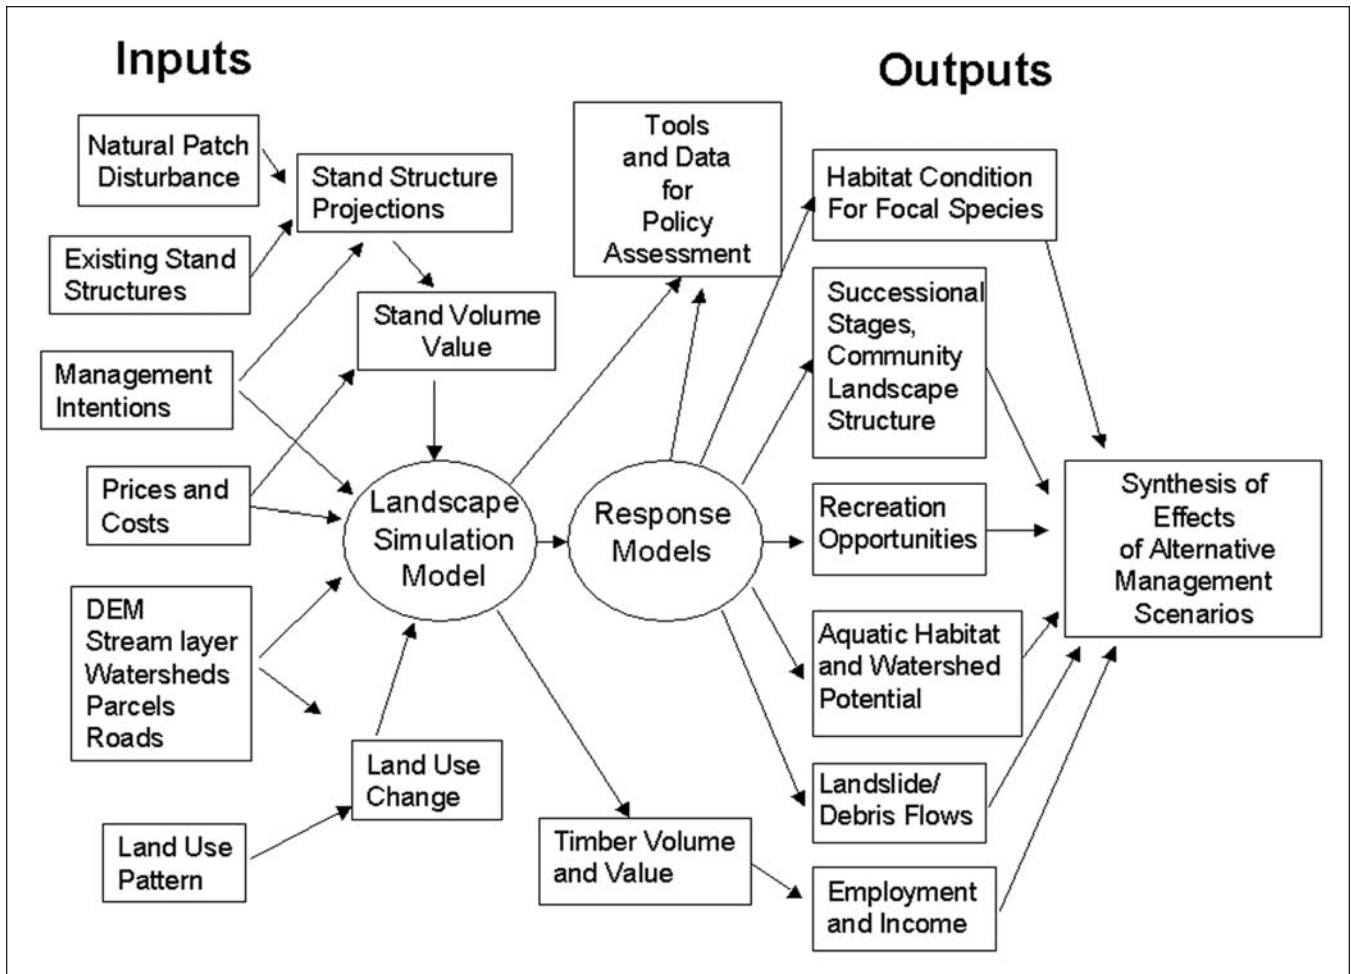 Inputs
Outputs
Natural Patch
Disturbance
Stand Structure
Projections
Existing Stand
Structures
Stand Volume
Value
Management
Intentions
Prices and
Costs
Landscape
Simulation
Model
DEM
Stream layer
Watersheds
Parcels
Roads
Land Use
Change
Land Use
Pattern
Tools
and Data
for
Policy
Assessment
Response
Models
Timber Volume
and Value
Habitat Condition
For Focal Species
Successional
Stages,
Community
Landscape
Structure
Recreation
Opportunities
Aquatic Habitat
and Watershed
Potential
Landslide/
Debris Flows
Employment
and Income
Synthesis of
Effects
of Alternative
Management
Scenarios